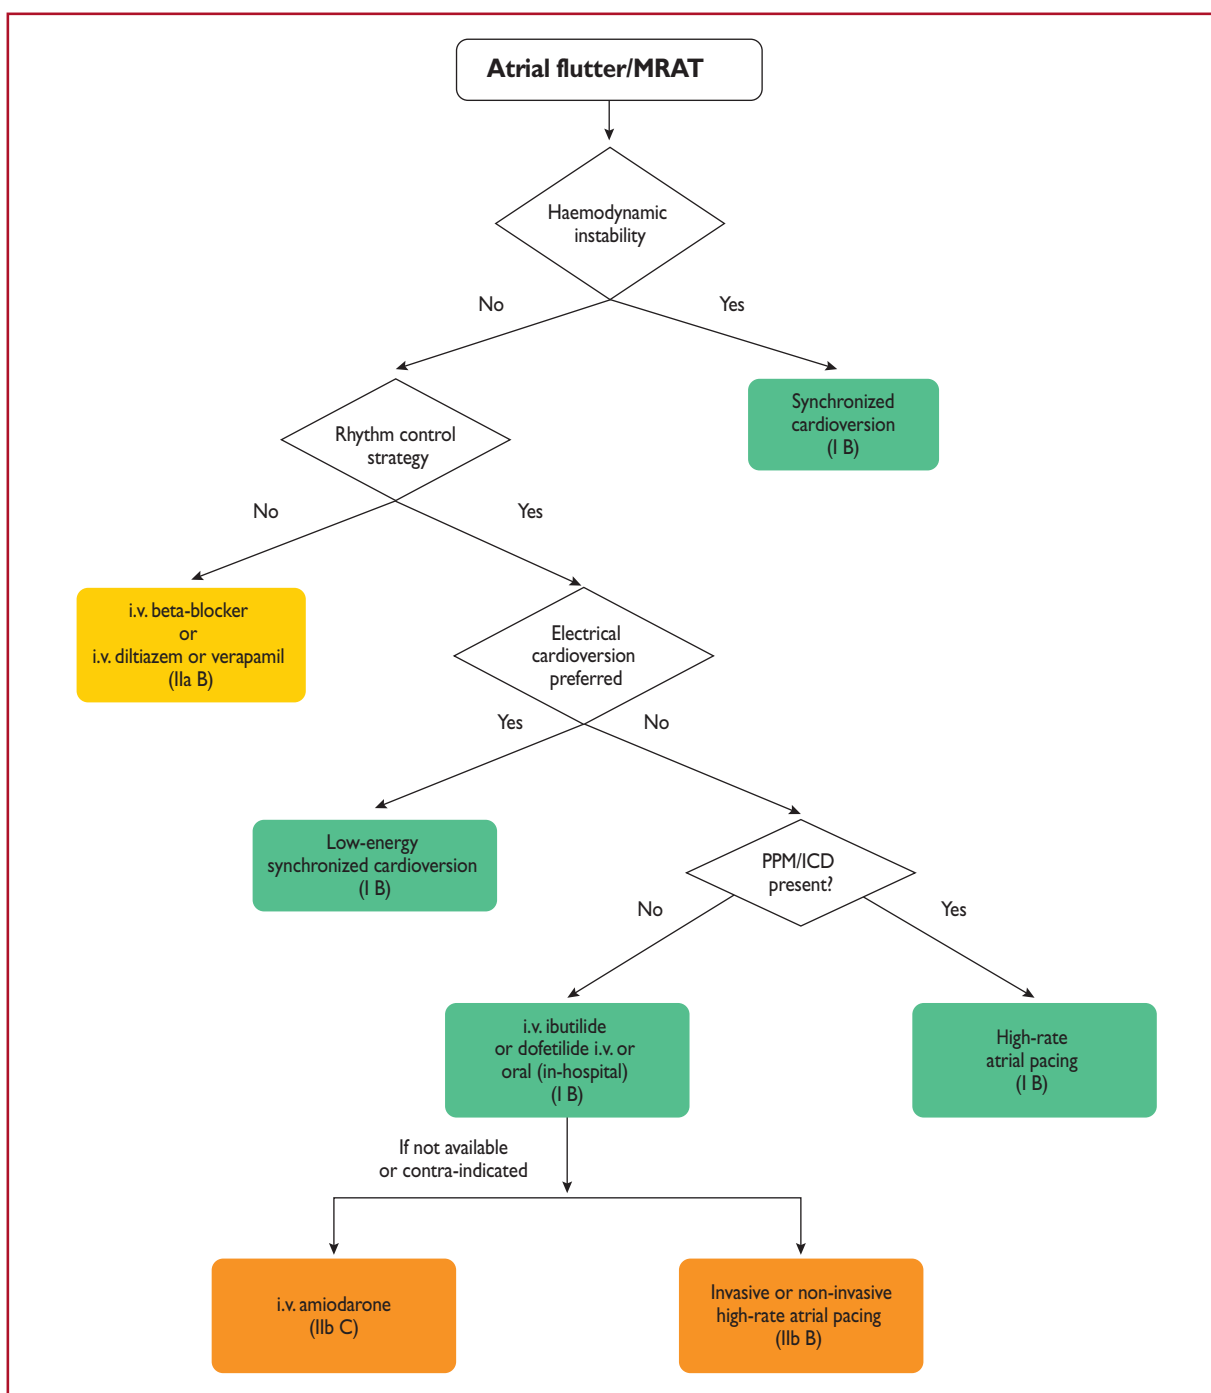 Atrial flutter/MRAT
Haemodynamic
instability
No
Yes
Synchronized
cardioversion
(I B)
Rhythm control
strategy
No
Yes
i.v. beta-blocker
or
i.v. diltiazem or verapamil
(IIa B)
Electrical
cardioversion
preferred
Yes
No
Low-energy
synchronized cardioversion
(I B)
PPM/ICD
present?
No
Yes
i.v. ibutilide
or dofetilide i.v. or
oral (in-hospital)
(I B)
High-rate
atrial pacing
(I B)
If not available
or contra-indicated
i.v. amiodarone
(IIb C)
Invasive or non-invasive
high-rate atrial pacing
(IIb B)